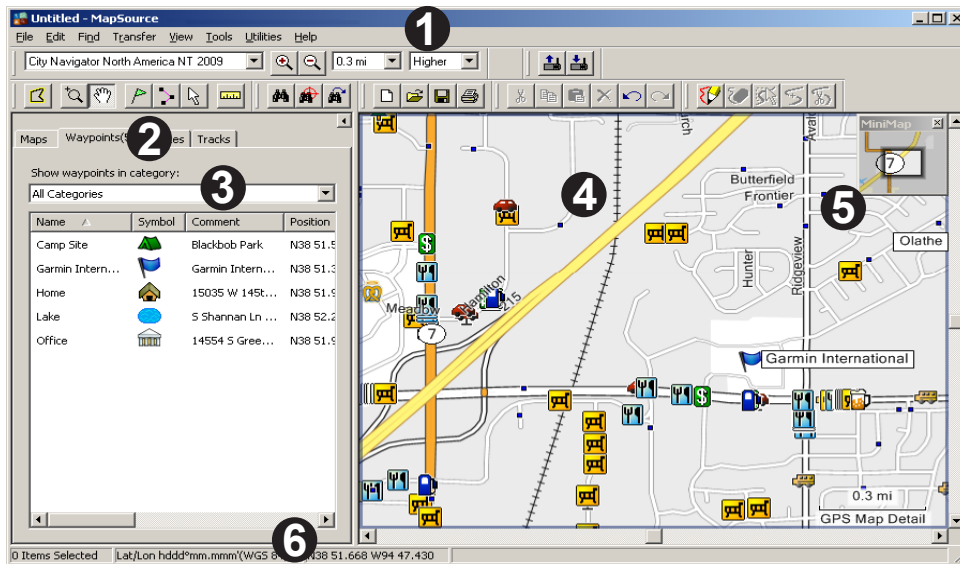 Untitled - MapSource
File Edit Find Transfer View Tools Utilities Help
1
City Navigator North America NT 2009 0.3 mi Higher
Maps Waypoints( 2 es Tracks
Show waypoints in category:
3
All Categories
Name Symbol Comment Position
Camp Site Blackbob Park N38 51.5
Garmin Intern... Garmin Intern... N38 51.3
Home 15035 W 145t... N38 51.9
Lake S Shannan Ln ... N38 52.2
Office 14554 S Gree... N38 51.9
urch
Avalo
MiniMap
7
4
5
Butterfield
Frontier
Olathe
Hunter
Ridgeview
Hamilton
215
Meadow
7
Garmin International
0.3 mi
GPS Map Detail
6
0 Items Selected Lat/Lon hddd°mm.mmm'(WGS 8 N38 51.668 W94 47.430